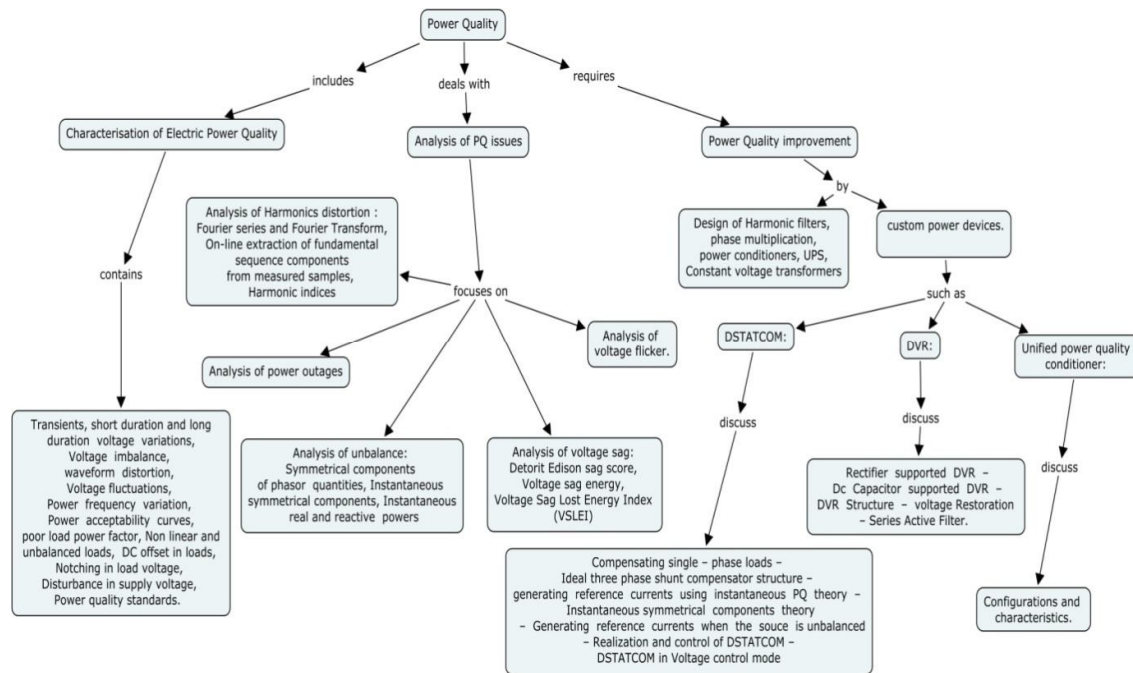 Power Quality
includes
deals with
requires
Characterisation of Electric Power Quality
Analysis of PQ issues
Power Quality improvement
by
Analysis of Harmonics distortion :
Fourier series and Fourier Transform,
On-line extraction of fundamental
sequence components
from measured samples,
Harmonic indices
Design of Harmonic filters,
phase multiplication,
power conditioners, UPS,
Constant voltage transformers
custom power devices.
contains
focuses on
such as
Analysis of power outages
Analysis of
voltage flicker.
DSTATCOM:
DVR:
Unified power quality
conditioner:
Transients, short duration and long
duration voltage variations,
Voltage imbalance,
waveform distortion,
Voltage fluctuations,
Power frequency variation,
Power acceptability curves,
poor load power factor, Non linear and
unbalanced loads, DC offset in loads,
Notching in load voltage,
Disturbance in supply voltage,
Power quality standards.
Analysis of unbalance:
Symmetrical components
of phasor quantities, Instantaneous
symmetrical components, Instantaneous
real and reactive powers
Analysis of voltage sag:
Detorit Edison sag score,
Voltage sag energy,
Voltage Sag Lost Energy Index
(VSLEI)
discuss
discuss
discuss
Rectifier supported DVR –
Dc Capacitor supported DVR –
DVR Structure – voltage Restoration
– Series Active Filter.
Compensating single – phase loads –
Ideal three phase shunt compensator structure –
generating reference currents using instantaneous PQ theory –
Instantaneous symmetrical components theory
– Generating reference currents when the souce is unbalanced
– Realization and control of DSTATCOM –
DSTATCOM in Voltage control mode
Configurations and
characteristics.